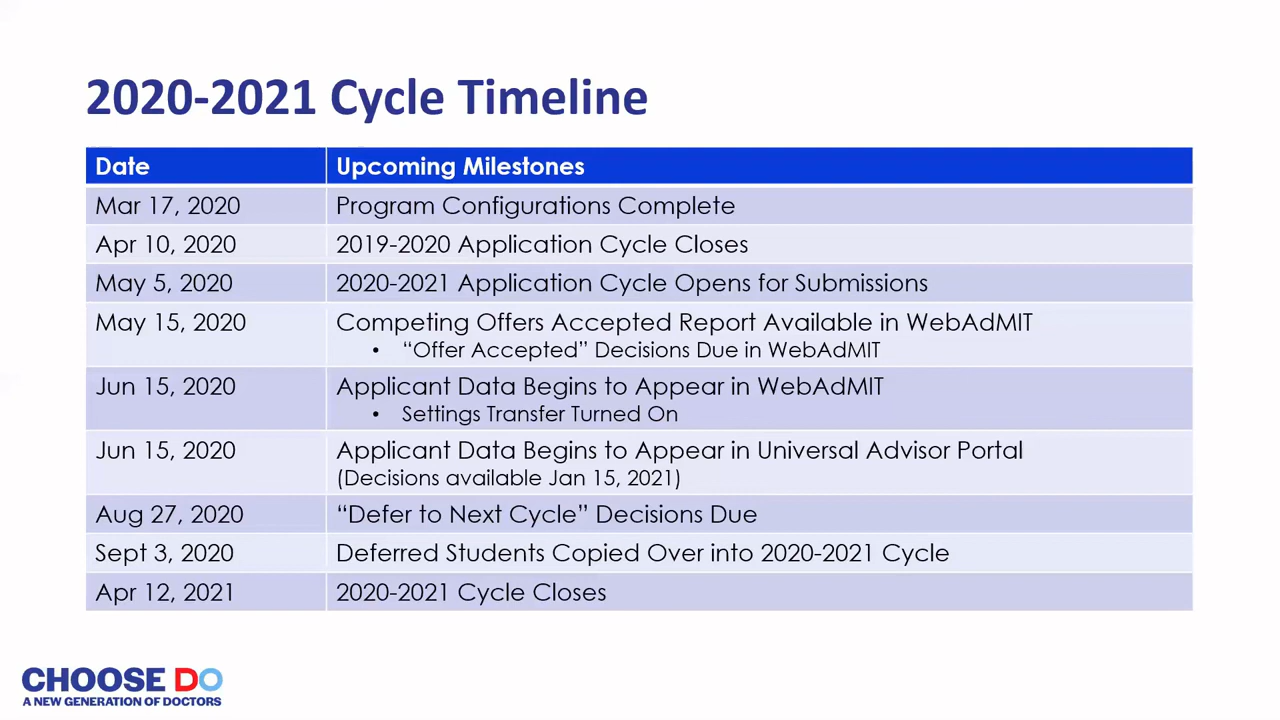 2020-2021 Cycle Timeline
Date Upcoming Milestones
Mar 17, 2020 Program Configurations Complete
Apr 10, 2020 2019-2020 Application Cycle Closes
May 5, 2020 2020-2021 Application Cycle Opens for Submissions
May 15, 2020 Competing Offers Accepted Report Available in WebAdMIT
• “Offer Accepted” Decisions Due in WebAdMIT
Jun 15, 2020 Applicant Data Begins to Appear in WebAdMIT
• Settings Transfer Turned On
Jun 15, 2020 Applicant Data Begins to Appear in Universal Advisor Portal
(Decisions available Jan 15, 2021)
Aug 27, 2020 “Defer to Next Cycle” Decisions Due
Sept 3, 2020 Deferred Students Copied Over into 2020-2021 Cycle
Apr 12, 2021 2020-2021 Cycle Closes
CHOOSE DO
A NEW GENERATION OF DOCTORS